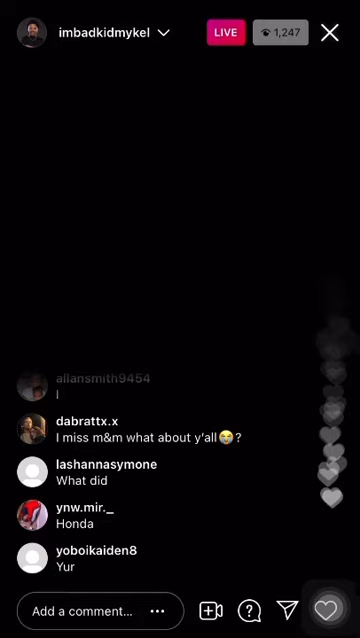 imbadkidmykel
LIVE
1,247
allansmith9454
I
dabrattx.x
I miss m&m what about y'all😭?
lashannasymone
What did
ynw.mir._
Honda
yoboikaiden8
Yur
Add a comment...